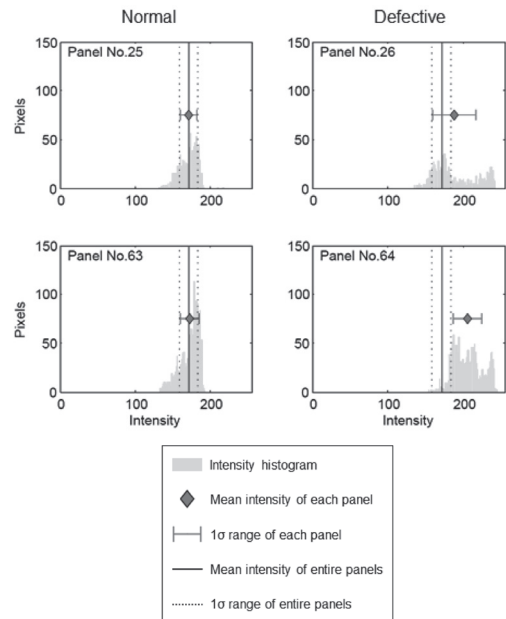 Normal
Defective
150
100
50
0
Pixels
Panel No.25
0
100
200
150
100
50
0
Panel No.26
0
100
200
150
100
50
0
Pixels
Panel No.63
0
100
200
Intensity
150
100
50
0
Panel No.64
0
100
200
Intensity
Intensity histogram
Mean intensity of each panel
1σ range of each panel
Mean intensity of entire panels
1σ range of entire panels